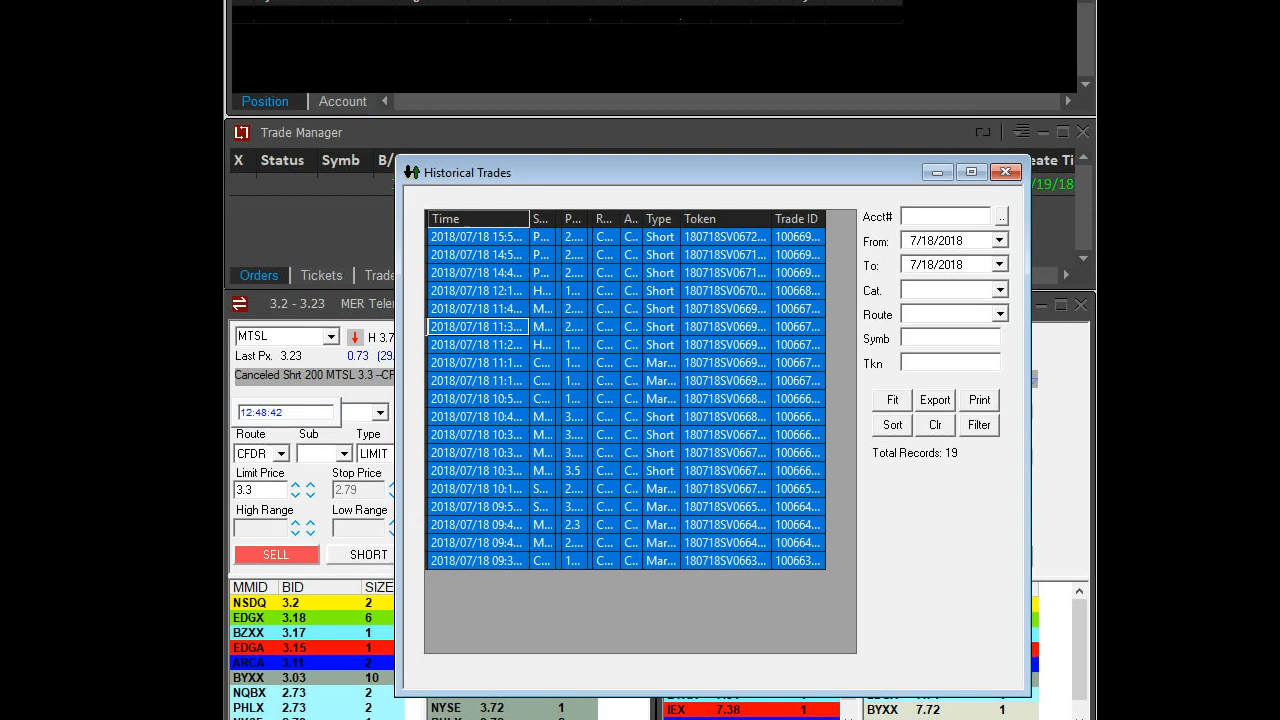 Position Account
Trade Manager
X Status Symb B/ eate Ti
/19/18
Orders Tickets Trade
Historical Trades
Time S... P... R... A.. Type Token Trade ID
2018/07/18 15:5... P... 2.... C... C.. Short 180718SV0672... 100669...
2018/07/18 14:5... P... 2.... C... C.. Short 180718SV0671... 100669...
2018/07/18 14:4... P... 2.... C... C.. Short 180718SV0671... 100669...
2018/07/18 12:1... H... 1.... C... C.. Short 180718SV0670... 100668...
2018/07/18 11:4... M... 2.... C... C.. Short 180718SV0669... 100667...
2018/07/18 11:3... M... 2.... C... C.. Short 180718SV0669... 100667...
2018/07/18 11:2... H... 1.... C... C.. Short 180718SV0669... 100667...
2018/07/18 11:1... C... 1.... C... C.. Mar... 180718SV0669... 100667...
2018/07/18 11:1... C... 1.... C... C.. Mar... 180718SV0669... 100667...
2018/07/18 10:5... C... 1.... C... C.. Mar... 180718SV0668... 100667...
2018/07/18 10:4... M... 3.... C... C.. Short 180718SV0668... 100666...
2018/07/18 10:3... M... 3.... C... C.. Short 180718SV0667... 100666...
2018/07/18 10:3... M... 3.... C... C.. Short 180718SV0667... 100666...
2018/07/18 10:3... M... 3.5 C... C.. Short 180718SV0667... 100666...
2018/07/18 10:1... S... 2.... C... C.. Mar... 180718SV0667... 100665...
2018/07/18 09:5... S... 3.... C... C.. Mar... 180718SV0665... 100664...
2018/07/18 09:4... M... 2.3 C... C.. Mar... 180718SV0664... 100664...
2018/07/18 09:4... M... 2.... C... C.. Mar... 180718SV0664... 100664...
2018/07/18 09:3... C... 1.... C... C.. Mar... 180718SV0663... 100663...
Acct# ..
From: 7/18/2018
To: 7/18/2018
Cat.
Route
Symb
Tkn
Fit Export Print
Sort Clr Filter
Total Records: 19
3.2 - 3.23 MER Teler
MTSL H 3.7
Last Px. 3.23 0.73 (29.
Canceled Shrt 200 MTSL 3.3 --CF
12:48:42
Route Sub Type
CFDR LIMIT
Limit Price Stop Price
3.3 2.79
High Range Low Range
SELL SHORT
MMID BID SIZE
NSDQ 3.2 2
EDGX 3.18 6
BZXX 3.17 1
EDGA 3.15 1
ARCA 3.11 2
BYXX 3.03 10
NQBX 2.73 2
PHLX 2.73 2
NYSE 3.72 1
IEX 7.38 1
BYXX 7.72 1